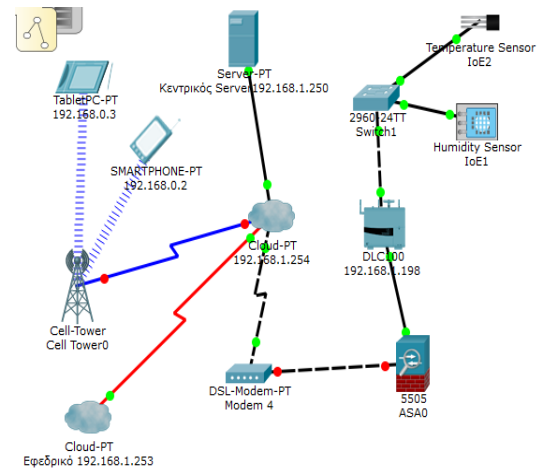 Server-PT
Κεντρικός Server192.168.1.250
Temperature Sensor
IoE2
TabletPC-PT
192.168.0.3
2960-24TT
Switch1
Humidity Sensor
IoE1
SMARTPHONE-PT
192.168.0.2
Cloud-PT
192.168.1.254
DLC100
192.168.1.198
Cell-Tower
Cell Tower0
DSL-Modem-PT
Modem 4
5505
ASA0
Cloud-PT
Εφεδρικό 192.168.1.253